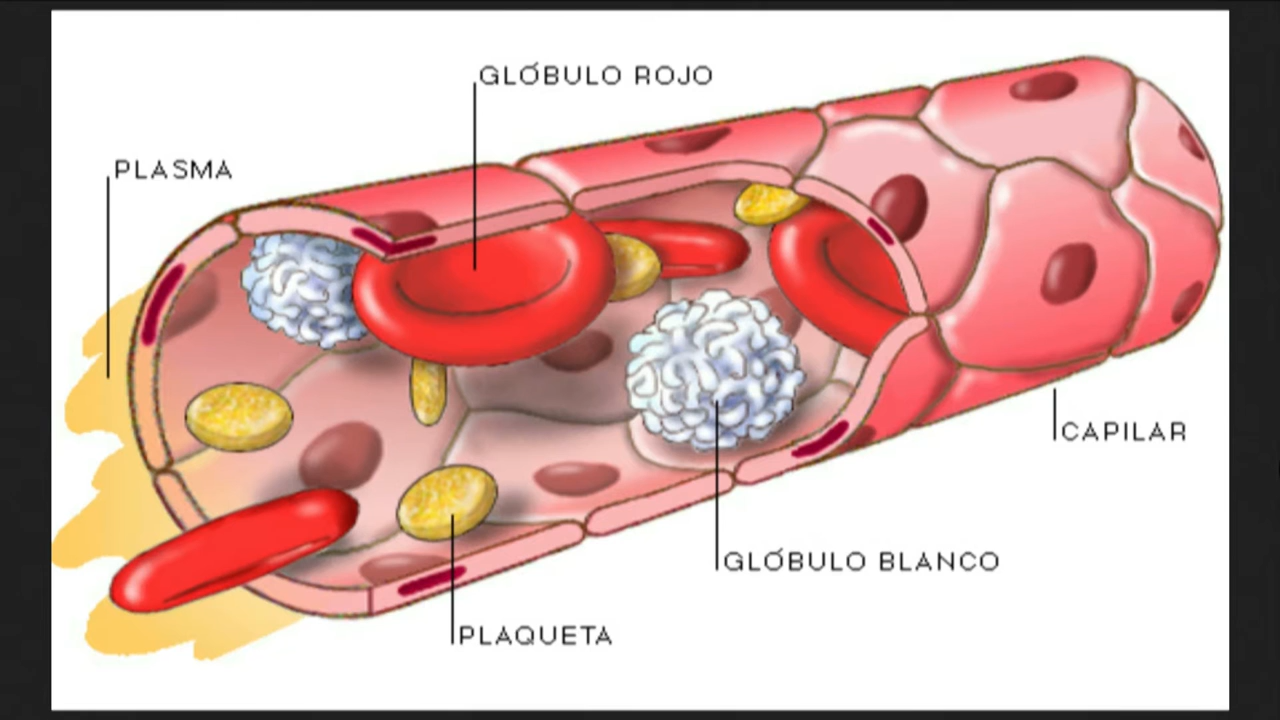 GLÓBULO ROJO
PLASMA
CAPILAR
GLÓBULO BLANCO
PLAQUETA